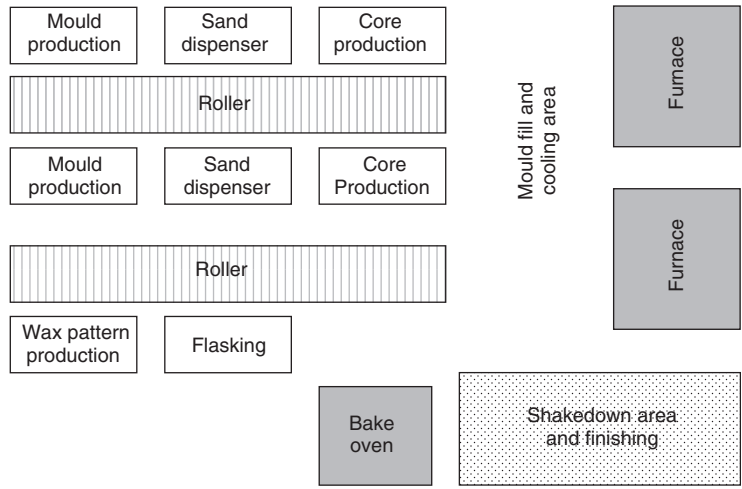 Mould
production
Sand
dispenser
Core
production
Roller
Mould
production
Sand
dispenser
Core
Production
Roller
Wax pattern
production
Flasking
Bake
oven
Mould fill and
cooling area
Furnace
Furnace
Shakedown area
and finishing